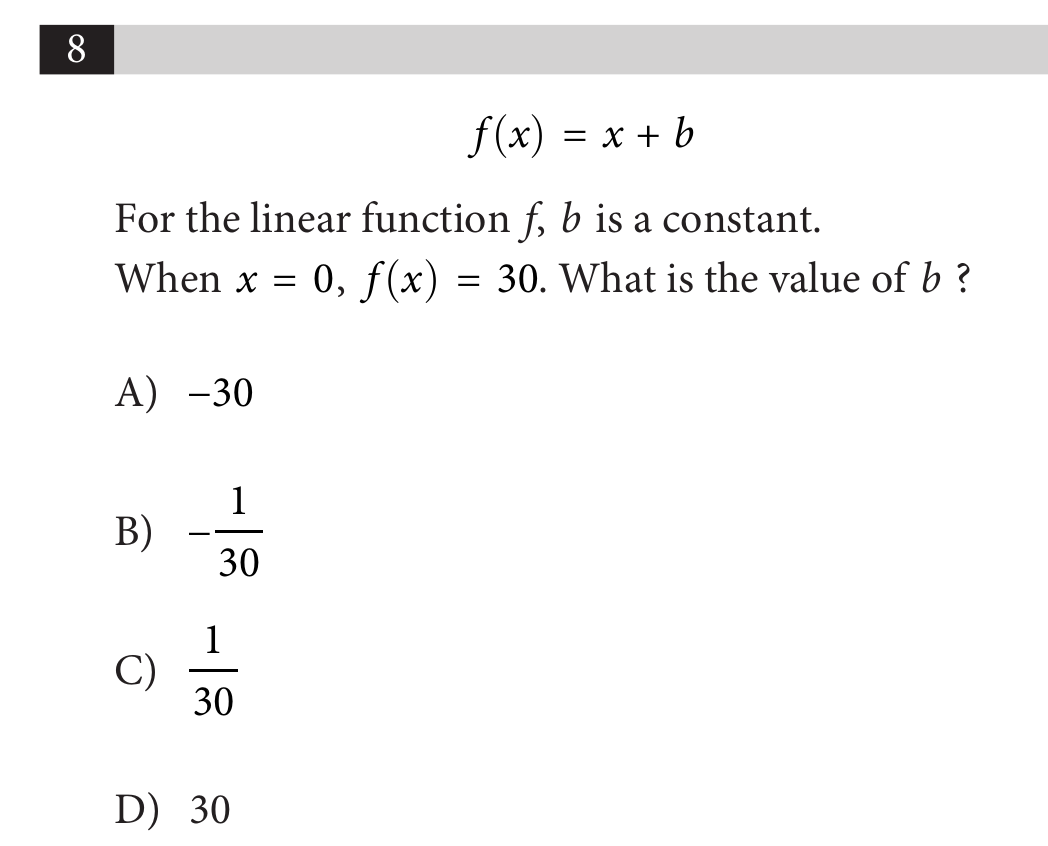 8
f(x) = x + b
For the linear function f, b is a constant.
When x = 0, f(x) = 30. What is the value of b ?
A) −30
B) −1/30
C) 1/30
D) 30